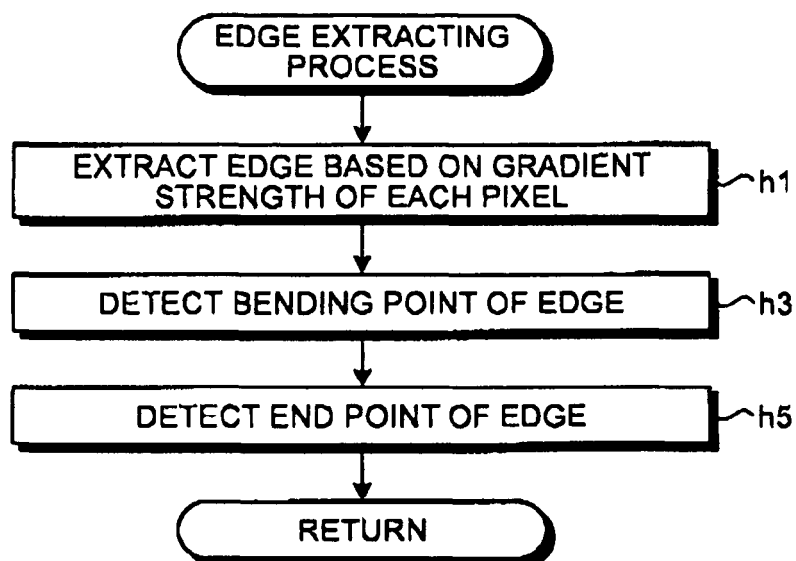 EDGE EXTRACTING
PROCESS
EXTRACT EDGE BASED ON GRADIENT
STRENGTH OF EACH PIXEL
h1
DETECT BENDING POINT OF EDGE
h3
DETECT END POINT OF EDGE
h5
RETURN